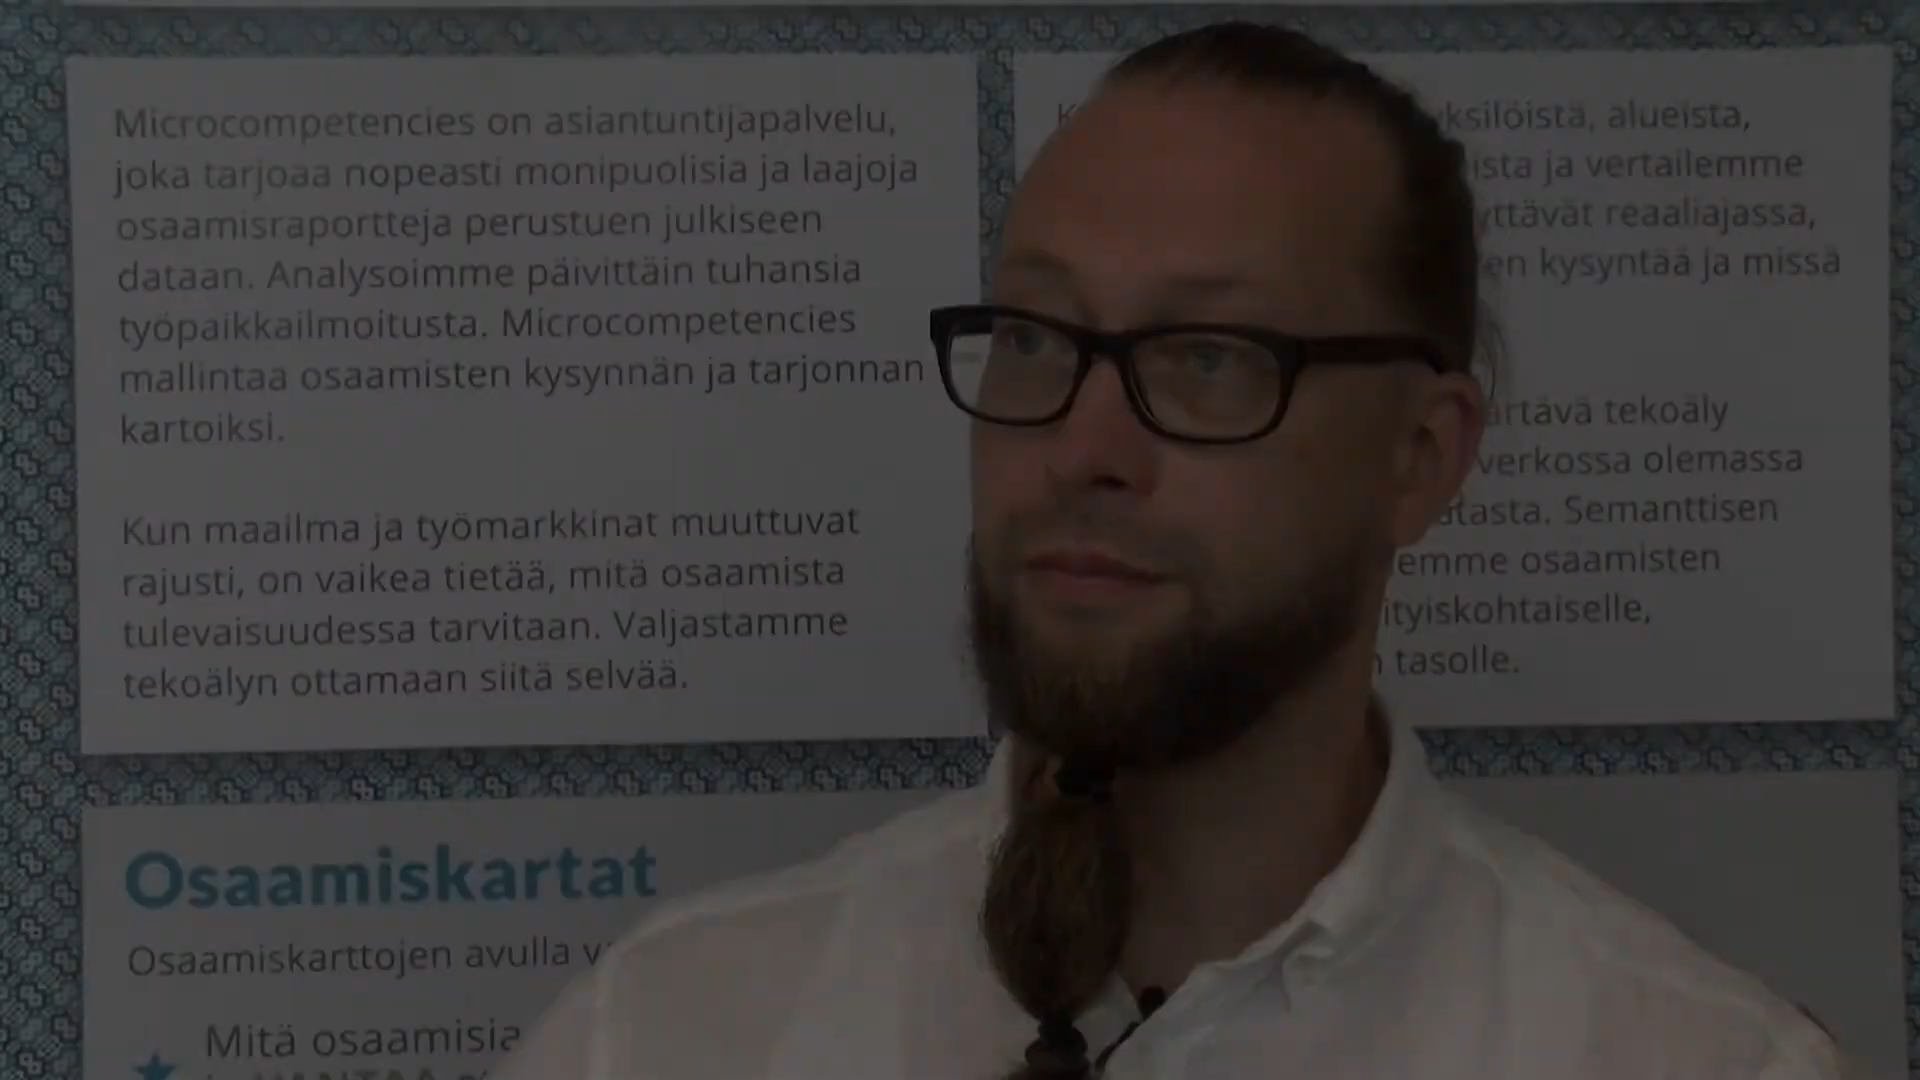 Microcompetencies on asiantuntijapalvelu,
joka tarjoaa nopeasti monipuolisia ja laajoja
osaamisraportteja perustuen julkiseen
dataan. Analysoimme päivittäin tuhansia
työpaikkailmoitusta. Microcompetencies
mallintaa osaamisten kysynnän ja tarjonnan
kartoiksi.
Kun maailma ja työmarkkinat muuttuvat
rajusti, on vaikea tietää, mitä osaamista
tulevaisuudessa tarvitaan. Valjastamme
tekoälyn ottamaan siitä selvää.
ksilöistä, alueista,
ista ja vertailemme
yttävät reaaliajassa,
en kysyntää ja missä
ärtävä tekoäly
verkossa olemassa
atasta. Semanttisen
emme osaamisten
ityiskohtaiselle,
tasolle.
Osaamiskartat
Osaamiskarttojen avulla
Mitä osaamisia